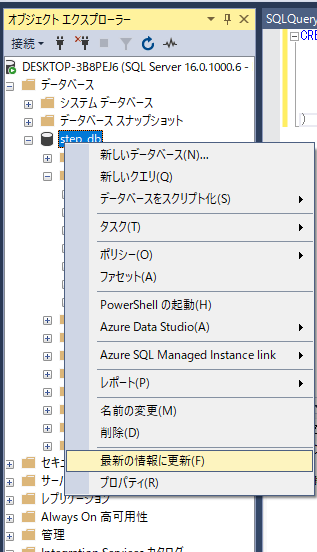 オブジェクト エクスプローラー
SQLQuery
接続
CRE
DESKTOP-3B8PEJ6 (SQL Server 16.0.1000.6 -
データベース
システム データベース
データベース スナップショット
)
step_db
新しいデータベース(N)...
新しいクエリ(Q)
データベースをスクリプト化(S)
タスク(T)
ポリシー(O)
ファセット(A)
PowerShell の起動(H)
Azure Data Studio(A)
Azure SQL Managed Instance link
レポート(P)
名前の変更(M)
削除(D)
最新の情報に更新(F)
セキュ
プロパティ(R)
サーバ
レプリケーション
Always On 高可用性
管理
Integration Services カタログ